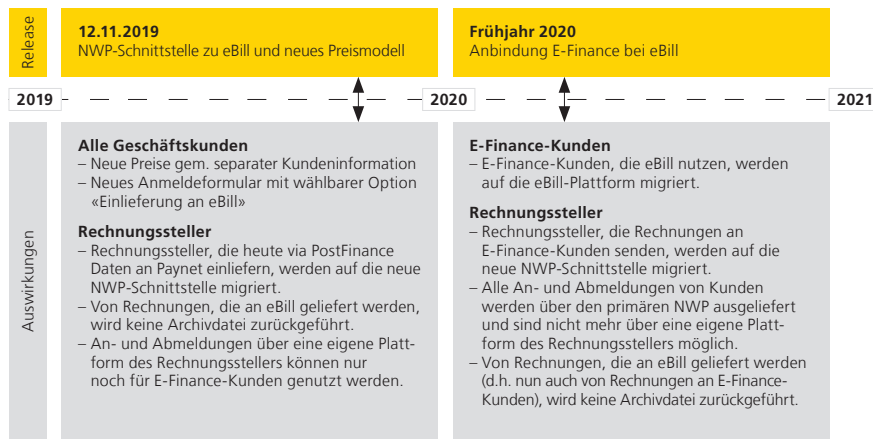 Release
12.11.2019
NWP-Schnittstelle zu eBill und neues Preismodell
Frühjahr 2020
Anbindung E-Finance bei eBill
2019
2020
2021
Auswirkungen
Alle Geschäftskunden
– Neue Preise gem. separater Kundeninformation
– Neues Anmeldeformular mit wählbarer Option
«Einlieferung an eBill»
Rechnungssteller
– Rechnungssteller, die heute via PostFinance
Daten an Paynet einliefern, werden auf die neue
NWP-Schnittstelle migriert.
– Von Rechnungen, die an eBill geliefert werden,
wird keine Archivdatei zurückgeführt.
– An- und Abmeldungen über eine eigene Platt-
form des Rechnungsstellers können nur
noch für E-Finance-Kunden genutzt werden.
E-Finance-Kunden
– E-Finance-Kunden, die eBill nutzen, werden
auf die eBill-Plattform migriert.
Rechnungssteller
– Rechnungssteller, die Rechnungen an
E-Finance-Kunden senden, werden auf die
neue NWP-Schnittstelle migriert.
– Alle An- und Abmeldungen von Kunden
werden über den primären NWP ausgeliefert
und sind nicht mehr über eine eigene Platt-
form des Rechnungsstellers möglich.
– Von Rechnungen, die an eBill geliefert werden
(d.h. nun auch von Rechnungen an E-Finance-
Kunden), wird keine Archivdatei zurückgeführt.